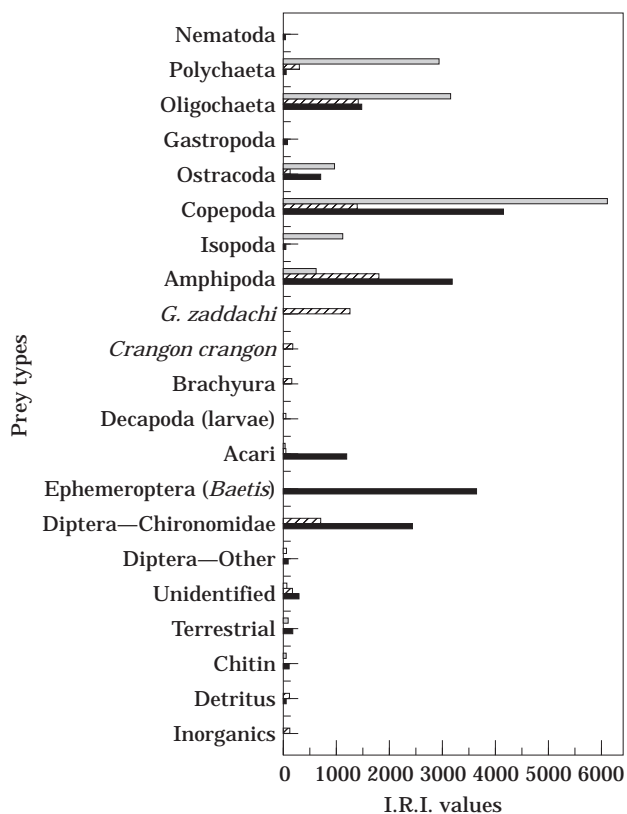 Nematoda
Polychaeta
Oligochaeta
Gastropoda
Ostracoda
Copepoda
Isopoda
Amphipoda
G. zaddachi
Crangon crangon
Brachyura
Decapoda (larvae)
Acari
Ephemeroptera (Baetis)
Diptera—Chironomidae
Diptera—Other
Unidentified
Terrestrial
Chitin
Detritus
Inorganics
Prey types
0 1000 2000 3000 4000 5000 6000
I.R.I. values